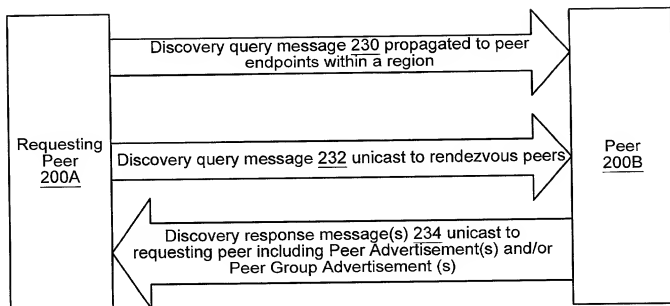 Discovery query message 230 propagated to peer
endpoints within a region
Requesting
Peer
200A
Discovery query message 232 unicast to rendezvous peers
Peer
200B
Discovery response message(s) 234 unicast to
requesting peer including Peer Advertisement(s) and/or
Peer Group Advertisement (s)